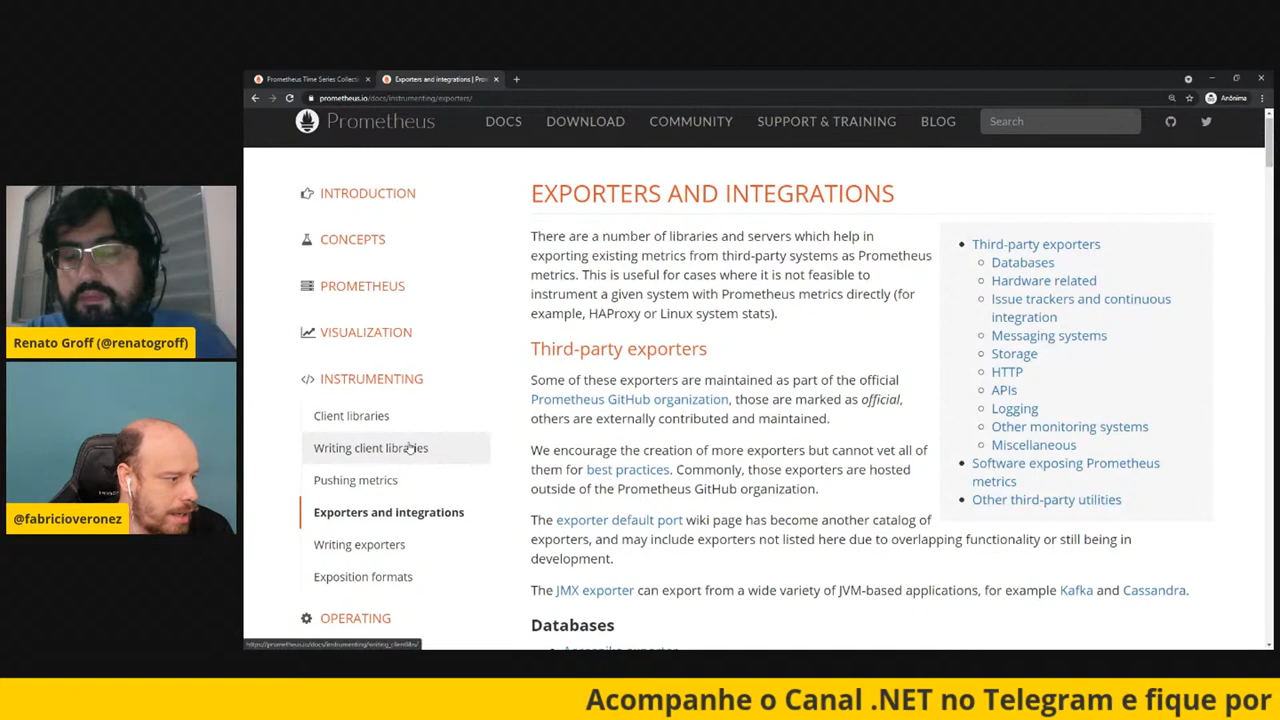 Prometheus Time Series Collecti
Exporters and integrations | Pro
prometheus.io/docs/instrumenting/exporters/
Anônima
Prometheus
DOCS
DOWNLOAD
COMMUNITY
SUPPORT & TRAINING
BLOG
Search
INTRODUCTION
CONCEPTS
PROMETHEUS
VISUALIZATION
INSTRUMENTING
Client libraries
Writing client libraries
Pushing metrics
Exporters and integrations
Writing exporters
Exposition formats
OPERATING
EXPORTERS AND INTEGRATIONS
There are a number of libraries and servers which help in
exporting existing metrics from third-party systems as Prometheus
metrics. This is useful for cases where it is not feasible to
instrument a given system with Prometheus metrics directly (for
example, HAProxy or Linux system stats).
Third-party exporters
Some of these exporters are maintained as part of the official
Prometheus GitHub organization, those are marked as official,
others are externally contributed and maintained.
We encourage the creation of more exporters but cannot vet all of
them for best practices. Commonly, those exporters are hosted
outside of the Prometheus GitHub organization.
The exporter default port wiki page has become another catalog of
exporters, and may include exporters not listed here due to overlapping functionality or still being in
development.
The JMX exporter can export from a wide variety of JVM-based applications, for example Kafka and Cassandra.
Databases
Third-party exporters
Databases
Hardware related
Issue trackers and continuous
integration
Messaging systems
Storage
HTTP
APIs
Logging
Other monitoring systems
Miscellaneous
Software exposing Prometheus
metrics
Other third-party utilities
https://prometheus.io/docs/instrumenting/writing_clientlibs/
Renato Groff (@renatogroff)
@fabricioveronez
Acompanhe o Canal .NET no Telegram e fique por